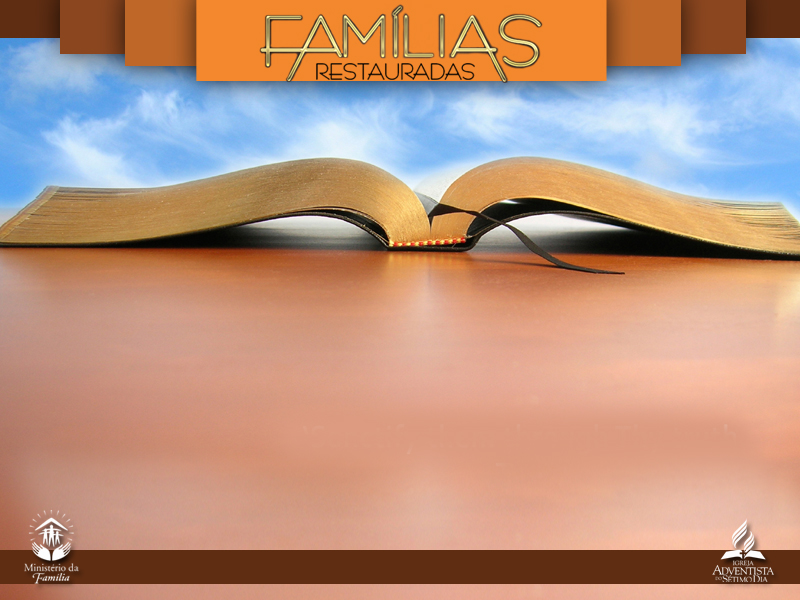 FAMÍLIAS
RESTAURADAS
Ministério da
Família
IGREJA
ADVENTISTA
DO SÉTIMO DIA